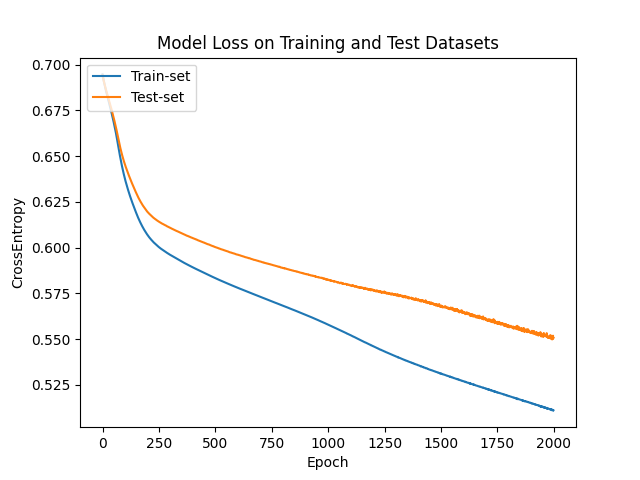 Model Loss on Training and Test Datasets
0.700
0.675
0.650
0.625
0.600
0.575
0.550
0.525
CrossEntropy
Train-set
Test-set
0 250 500 750 1000 1250 1500 1750 2000
Epoch